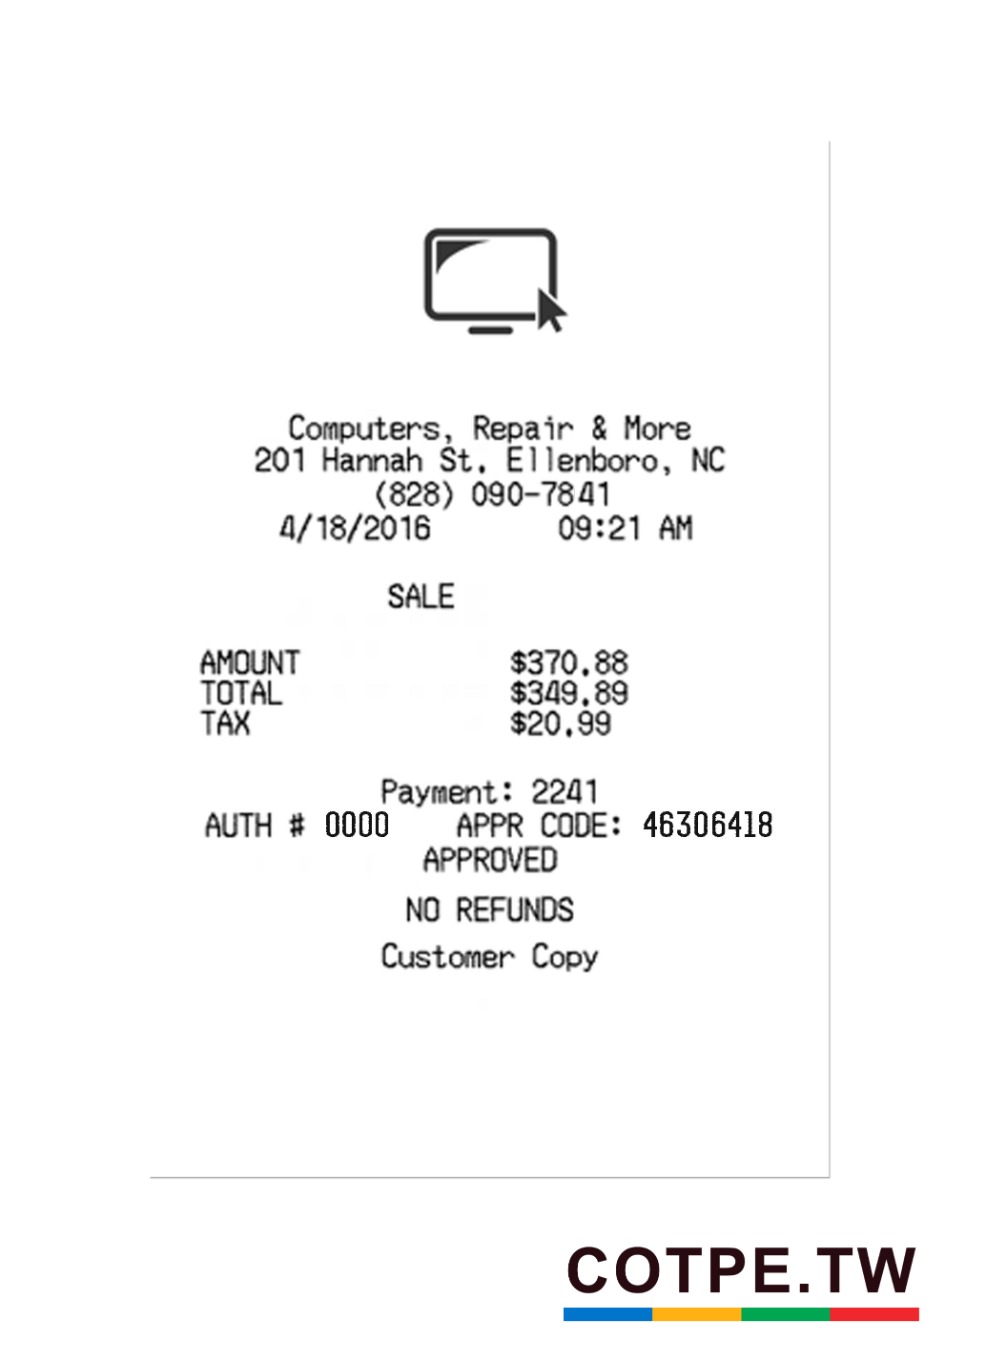 Computers, Repair & More
201 Hannah St. Ellenboro, NC
(828) 090-7841
4/18/2016 09:21 AM
SALE
AMOUNT $370.88
TOTAL $349.89
TAX $20.99
Payment: 2241
AUTH # 0000 APPR CODE: 46306418
APPROVED
NO REFUNDS
Customer Copy
COTPE.TW